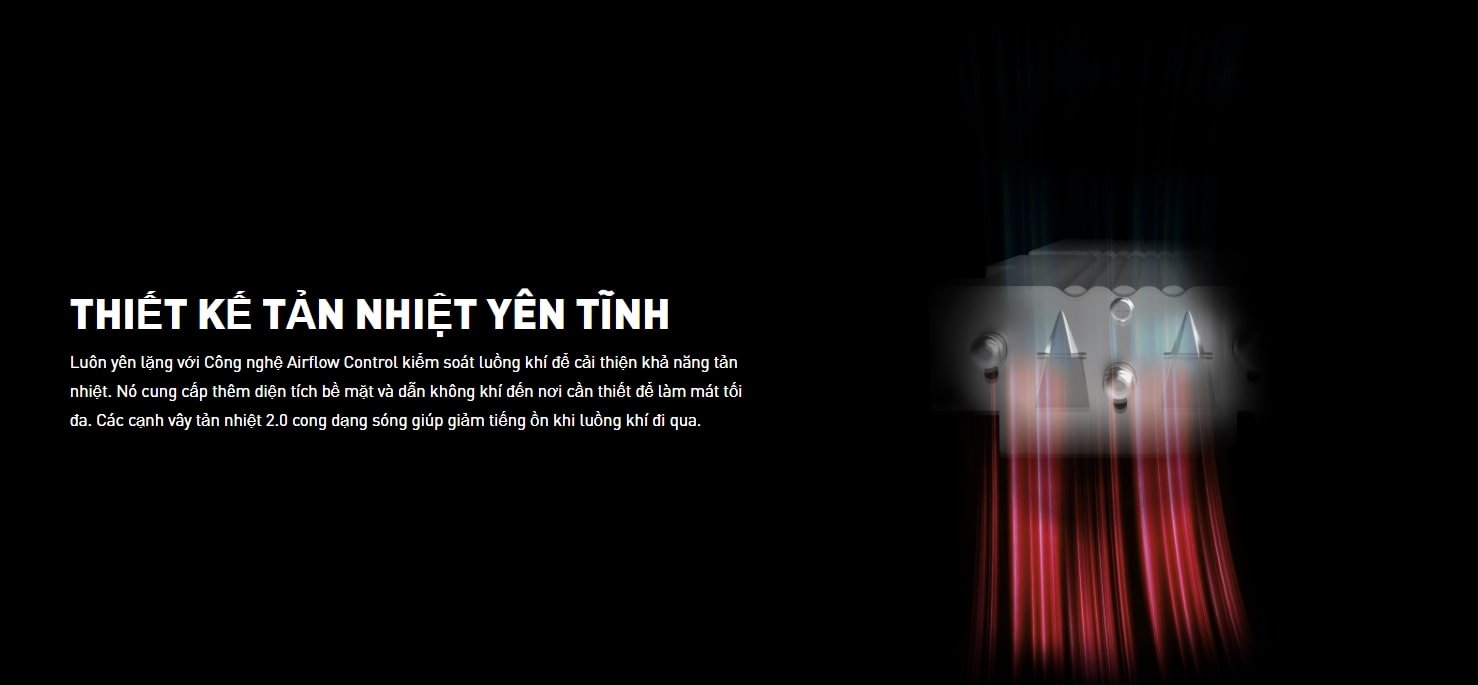 THIẾT KẾ TẢN NHIỆT YÊN TĨNH
Luôn yên lặng với Công nghệ Airflow Control kiểm soát luồng khí để cải thiện khả năng tản
nhiệt. Nó cung cấp thêm diện tích bề mặt và dẫn không khí đến nơi cần thiết để làm mát tối
đa. Các cạnh vây tản nhiệt 2.0 cong dạng sóng giúp giảm tiếng ồn khi luồng khí đi qua.